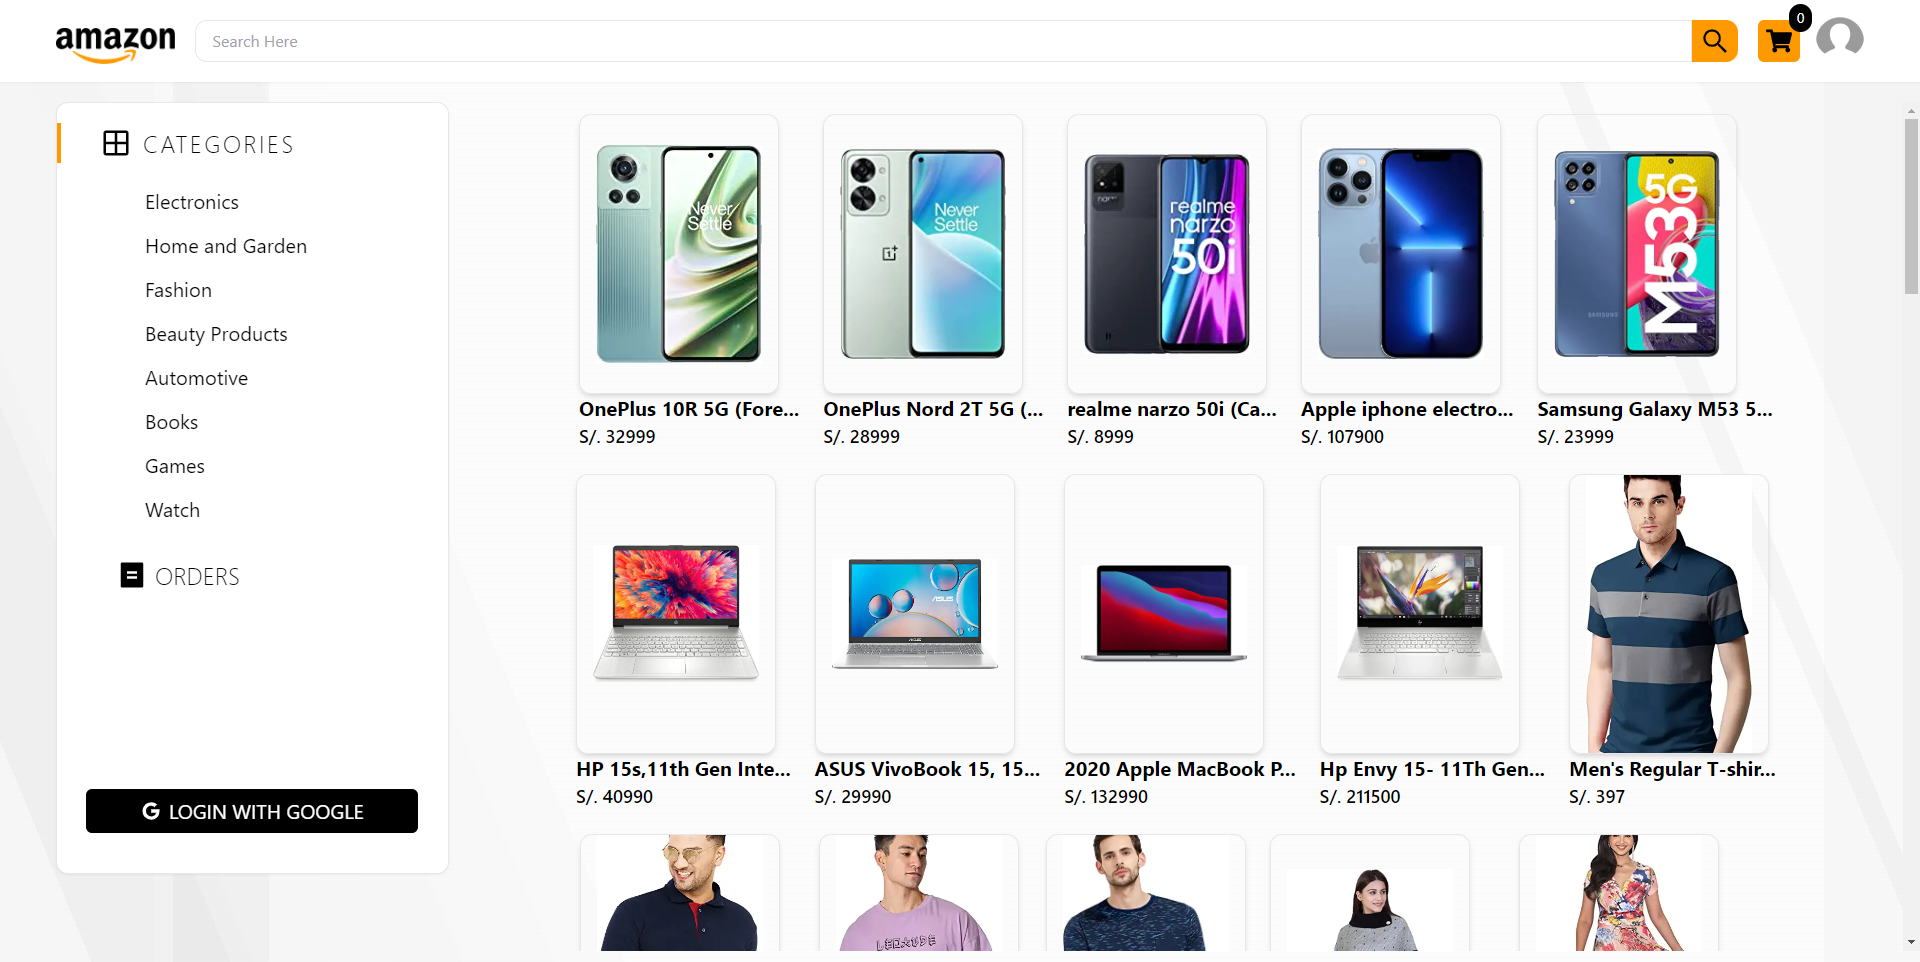 amazon
Search Here
0
CATEGORIES
Electronics
Home and Garden
Fashion
Beauty Products
Automotive
Books
Games
Watch
ORDERS
LOGIN WITH GOOGLE
Never
Settle
Never
Settle
realme
narzo
50i
5G
M53
SAMSUNG
OnePlus 10R 5G (Fore...
OnePlus Nord 2T 5G (...
realme narzo 50i (Ca...
Apple iphone electro...
Samsung Galaxy M53 5...
S/. 32999
S/. 28999
S/. 8999
S/. 107900
S/. 23999
ASUS
HP 15s,11th Gen Inte...
ASUS VivoBook 15, 15...
2020 Apple MacBook P...
Hp Envy 15- 11Th Gen...
Men's Regular T-shir...
S/. 40990
S/. 29990
S/. 132990
S/. 211500
S/. 397